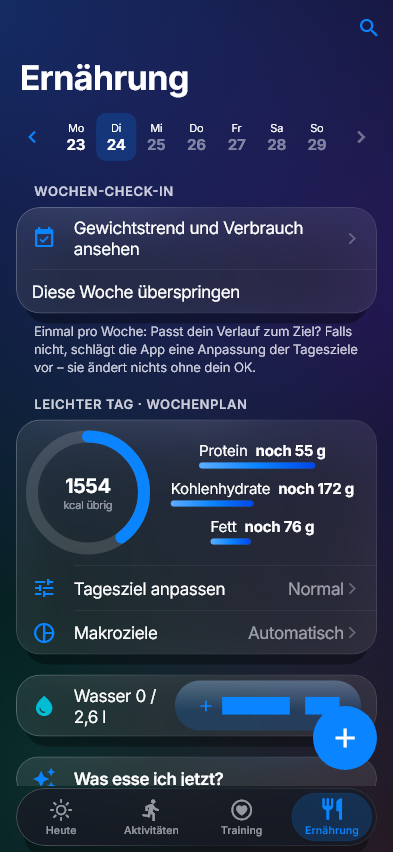 Ernährung
Mo Di Mi Do Fr Sa So
23 24 25 26 27 28 29
WOCHEN-CHECK-IN
Gewichtstrend und Verbrauch
ansehen
Diese Woche überspringen
Einmal pro Woche: Passt dein Verlauf zum Ziel? Falls
nicht, schlägt die App eine Anpassung der Tagesziele
vor – sie ändert nichts ohne dein OK.
LEICHTER TAG · WOCHENPLAN
1554
kcal übrig
Protein noch 55 g
Kohlenhydrate noch 172 g
Fett noch 76 g
Tagesziel anpassen Normal
Makroziele Automatisch
Wasser 0 /
2,6 l
+
+
Was esse ich jetzt?
Heute Aktivitäten Training Ernährung